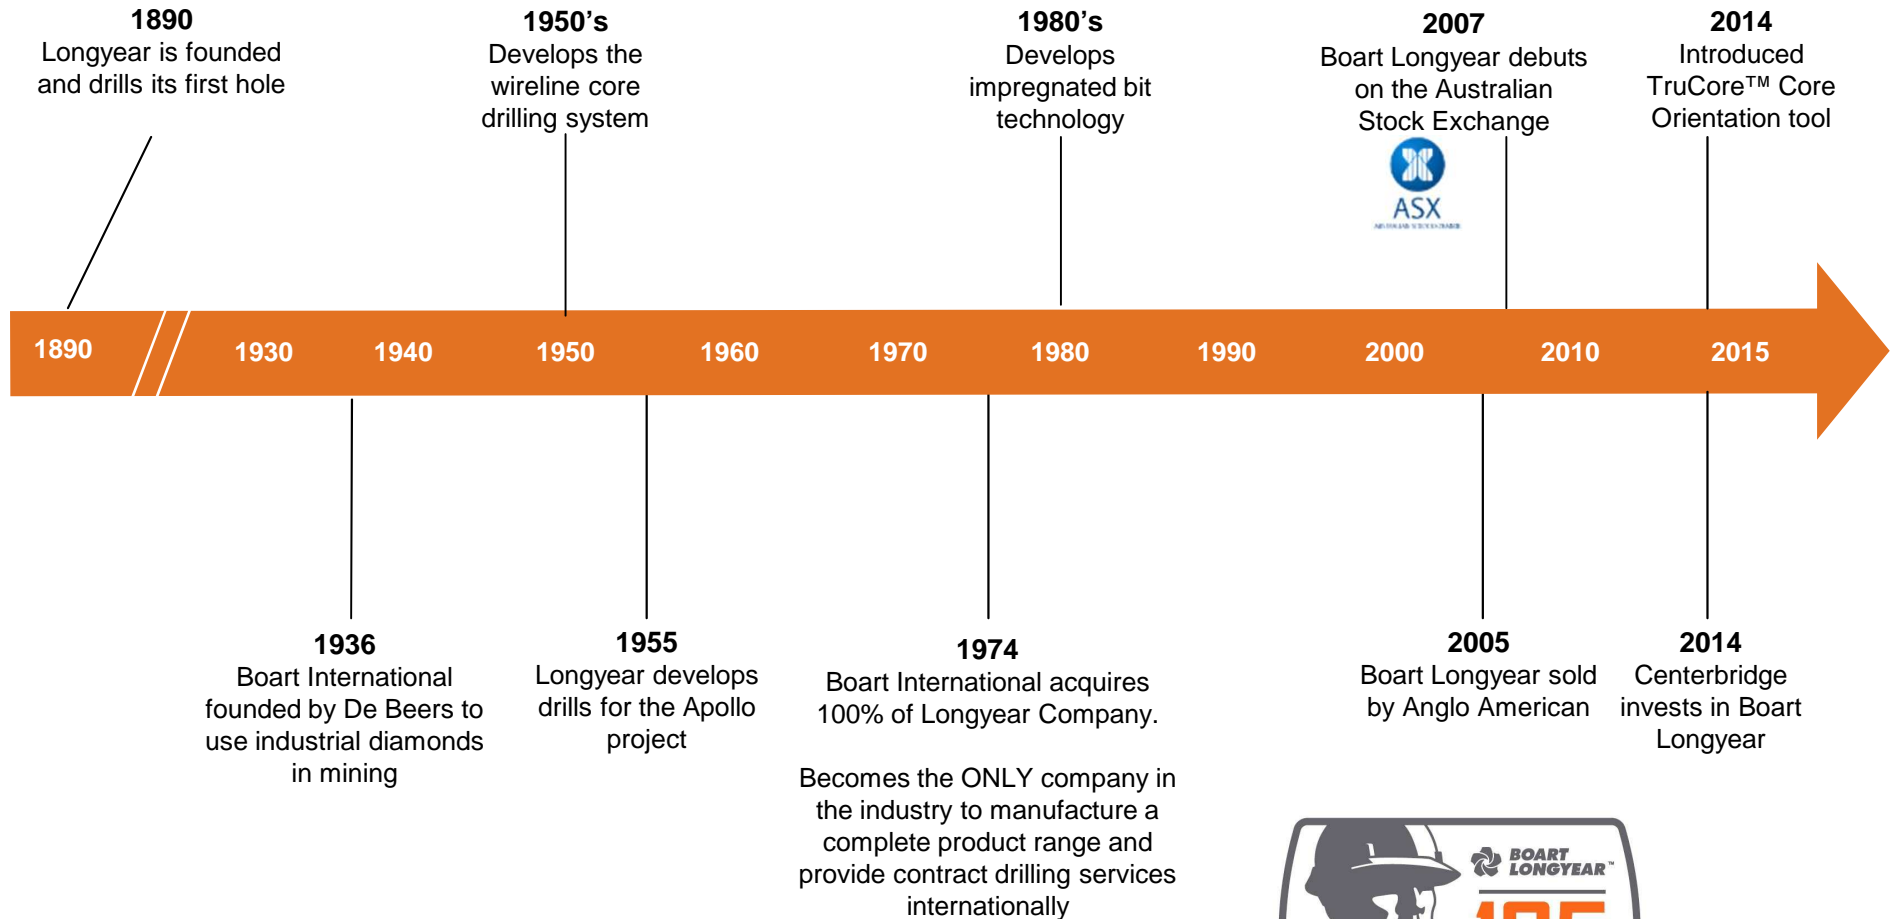 1890
Longyear is founded
and drills its first hole
1950's
Develops the
wireline core
drilling system
1980's
Develops
impregnated bit
technology
2007
Boart Longyear debuts
on the Australian
Stock Exchange
ASX
2014
Introduced
TruCore™ Core
Orientation tool
1890 1930 1940 1950 1960 1970 1980 1990 2000 2010 2015
1936
Boart International
founded by De Beers to
use industrial diamonds
in mining
1955
Longyear develops
drills for the Apollo
project
1974
Boart International acquires
100% of Longyear Company.
Becomes the ONLY company in
the industry to manufacture a
complete product range and
provide contract drilling services
internationally
2005
Boart Longyear sold
by Anglo American
2014
Centerbridge
invests in Boart
Longyear
BOART
LONGYEAR™